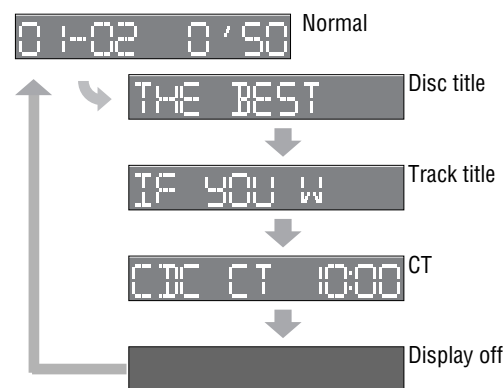 01-02 0'50 Normal
THE BEST Disc title
IF YOU W Track title
CDC CT 10:00 CT
Display off